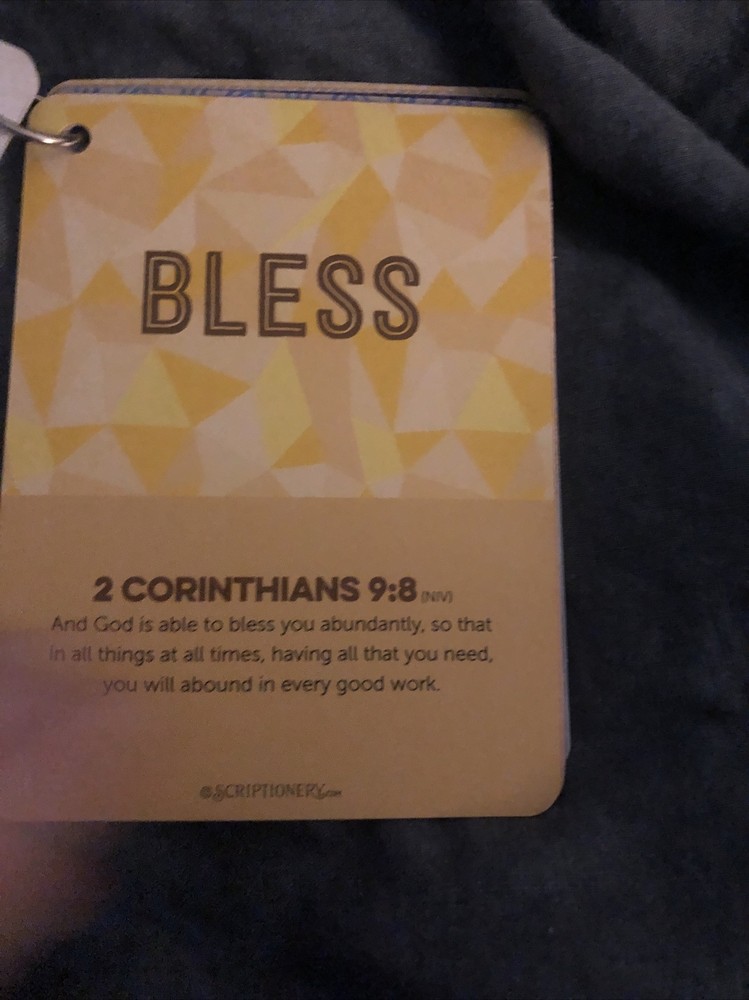 BLESS
2 CORINTHIANS 9:8 (NIV)
And God is able to bless you abundantly, so that
in all things at all times, having all that you need,
you will abound in every good work.
@SCRIPTIONERY.com